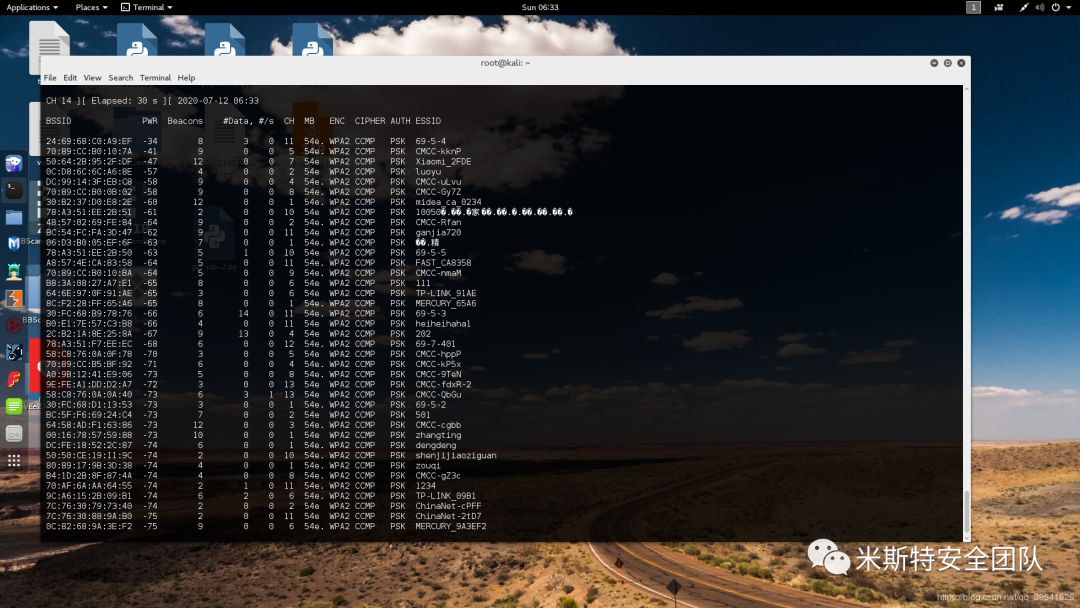 Applications Places Terminal Sun 06:33 1
root@kali: ~
File Edit View Search Terminal Help
CH 14 ][ Elapsed: 30 s ][ 2020-07-12 06:33
BSSID PWR Beacons #Data, #/s CH MB ENC CIPHER AUTH ESSID
24:69:68:C0:A9:EF -34 8 3 0 11 54e. WPA2 CCMP PSK 69-5-4
70:89:CC:B0:10:7A -41 9 0 0 5 54e. WPA2 CCMP PSK CMCC-kknP
50:64:2B:95:2F:DF -47 12 0 0 7 54e WPA2 CCMP PSK Xiaomi_2FDE
0C:D8:6C:6C:A6:8E -57 4 0 0 2 54e WPA2 CCMP PSK luoyu
DC:99:14:3F:EB:C8 -58 9 0 0 4 54e. WPA2 CCMP PSK CMCC-uLvu
70:89:CC:B0:0B:02 -58 9 0 0 8 54e. WPA2 CCMP PSK CMCC-Gy7Z
30:B2:37:D0:E8:2E -60 12 0 0 1 54e. WPA2 CCMP PSK midea_ca_0234
78:A3:51:EE:2B:51 -61 2 0 0 10 54e WPA2 CCMP PSK 10050�.��.�家��.��.�.��.��.��.�
48:57:02:69:FE:84 -64 9 0 0 2 54e. WPA2 CCMP PSK CMCC-Rfan
BC:54:FC:FA:3D:47 -62 9 0 0 11 54e. WPA2 CCMP PSK ganjia720
06:D3:B0:05:EF:6F -63 7 0 0 1 54e WPA2 CCMP PSK ��.精
78:A3:51:EE:2B:50 -63 5 1 0 10 54e WPA2 CCMP PSK 69-5-5
A8:57:4E:CA:83:58 -64 5 0 0 11 54e. WPA2 CCMP PSK FAST_CA8358
70:89:CC:B0:10:BA -64 2 0 0 9 54e. WPA2 CCMP PSK CMCC-nmaM
B8:3A:08:27:A7:E1 -65 8 0 0 6 54e WPA2 CCMP PSK 111
64:6E:97:0F:91:AE -65 3 0 0 6 54e. WPA2 CCMP PSK TP-LINK_91AE
8C:F2:28:FF:65:A6 -65 8 0 0 1 54e. WPA2 CCMP PSK MERCURY_65A6
30:FC:68:B9:78:76 -66 6 14 0 11 54e. WPA2 CCMP PSK 69-5-3
B0:E1:7E:57:C3:B8 -66 4 0 0 11 54e WPA2 CCMP PSK heiheihaha1
2C:B2:1A:8E:25:8A -67 9 13 0 4 54e. WPA2 CCMP PSK 202
78:A3:51:F7:EE:EC -68 6 0 0 12 54e WPA2 CCMP PSK 69-7-401
58:C8:76:0A:0F:78 -70 3 0 0 5 54e. WPA2 CCMP PSK CMCC-hppP
70:89:CC:B5:BF:92 -71 6 0 0 4 54e. WPA2 CCMP PSK CMCC-kP5x
A0:9B:12:41:E9:06 -73 3 0 0 8 54e. WPA2 CCMP PSK CMCC-9TeN
9E:FE:A1:DD:D2:A7 -72 3 0 0 13 54e. WPA2 CCMP PSK CMCC-fdxR-2
58:C8:76:0A:0A:40 -73 6 3 1 13 54e. WPA2 CCMP PSK CMCC-QbGu
30:FC:68:D1:13:53 -73 3 0 0 1 54e. WPA2 CCMP PSK 69-5-2
BC:5F:F6:69:24:C4 -73 7 0 0 2 54e. WPA2 CCMP PSK 501
64:58:AD:F1:63:86 -73 12 0 0 3 54e. WPA2 CCMP PSK CMCC-cgbb
00:16:78:57:59:88 -73 10 0 0 1 54e WPA2 CCMP PSK zhangting
DC:FE:18:52:2C:87 -74 6 0 0 1 54e. WPA2 CCMP PSK dengdeng
50:50:CE:19:11:9C -74 2 0 0 10 54e. WPA2 CCMP PSK shenjijiaoziguan
80:89:17:9B:3D:38 -74 4 0 0 1 54e. WPA2 CCMP PSK zouqi
B4:1D:2B:8F:87:4A -74 4 0 0 8 54e. WPA2 CCMP PSK CMCC-gZ3c
70:AF:6A:AA:64:55 -74 2 1 0 11 54e. WPA2 CCMP PSK 1234
9C:A6:15:2B:09:B1 -74 6 2 0 6 54e. WPA2 CCMP PSK TP-LINK_09B1
7C:76:30:79:73:40 -74 2 0 0 2 54e WPA2 CCMP PSK ChinaNet-cPFF
7C:76:30:88:9A:80 -75 2 0 0 11 54e WPA2 CCMP PSK ChinaNet-2tD7
0C:82:68:9A:3E:F2 -75 9 0 0 6 54e. WPA2 CCMP PSK MERCURY_9A3EF2
米斯特安全团队